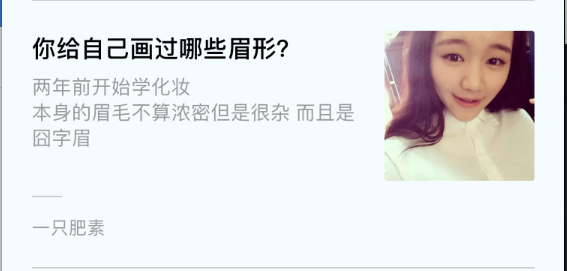 你给自己画过哪些眉形?
两年前开始学化妆
本身的眉毛不算浓密但是很杂 而且是
囧字眉
一只肥素